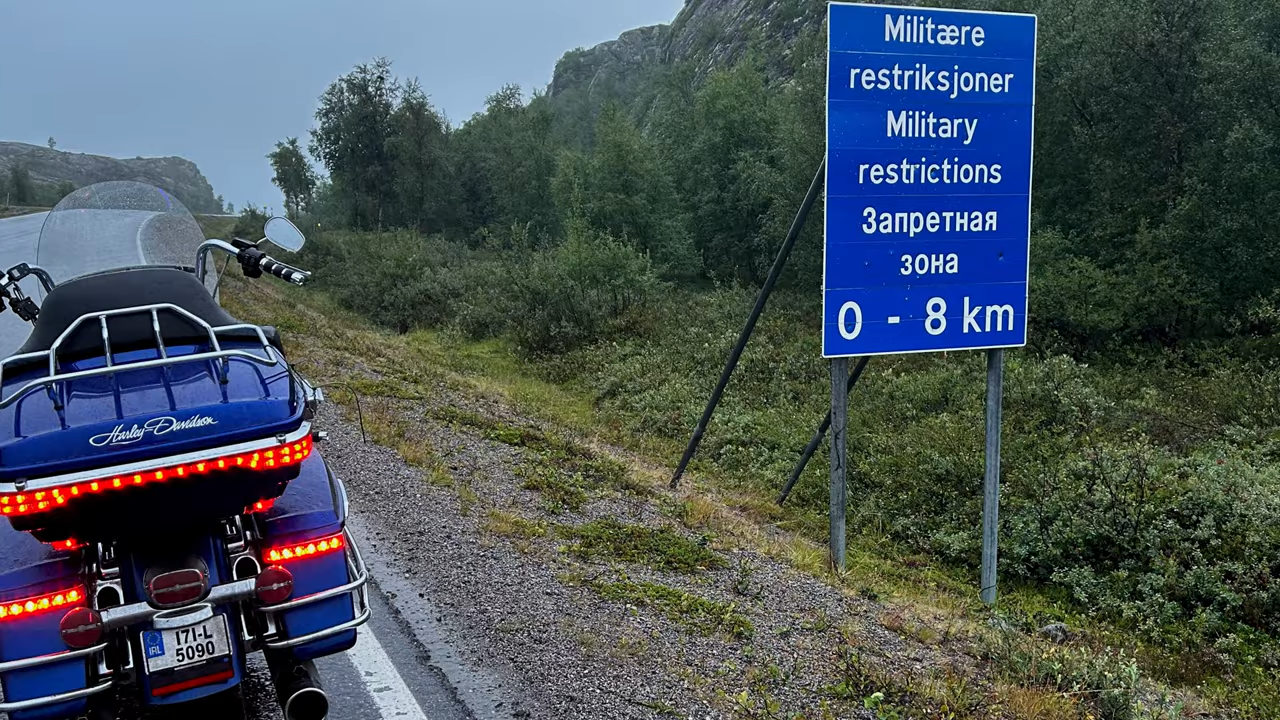 Militære
restriksjoner
Military
restrictions
Запретная
зона
0 - 8 km
Harley-Davidson
171-L
5090
IRL